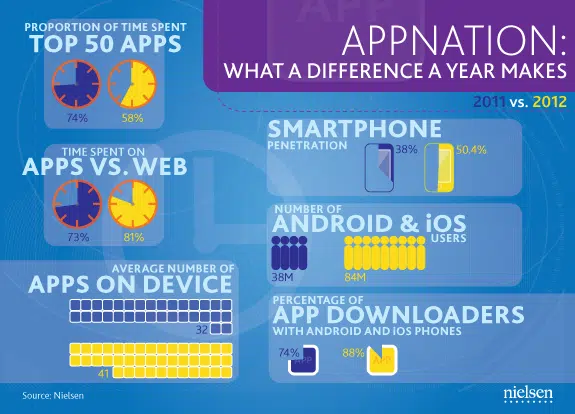 PROPORTION OF TIME SPENT
TOP 50 APPS
74%
58%
TIME SPENT ON
APPS VS. WEB
73%
81%
AVERAGE NUMBER OF
APPS ON DEVICE
32
41
Source: Nielsen
APP
APPNATION:
WHAT A DIFFERENCE A YEAR MAKES
2011 vs. 2012
SMARTPHONE
PENETRATION
38%
50.4%
NUMBER OF
ANDROID & iOS
USERS
38M
84M
PERCENTAGE OF
APP DOWNLOADERS
WITH ANDROID AND IOS PHONES
74%
APP
88%
APP
nielsen